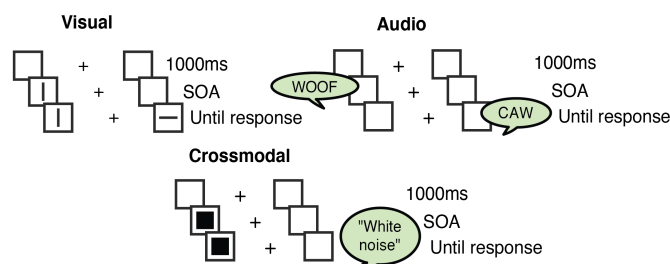 Visual
+ 1000ms
+ SOA
+ Until response
Audio
WOOF
+ 1000ms
+ SOA
+ CAW Until response
Crossmodal
+ 1000ms
+ SOA
"White
noise"
+ Until response